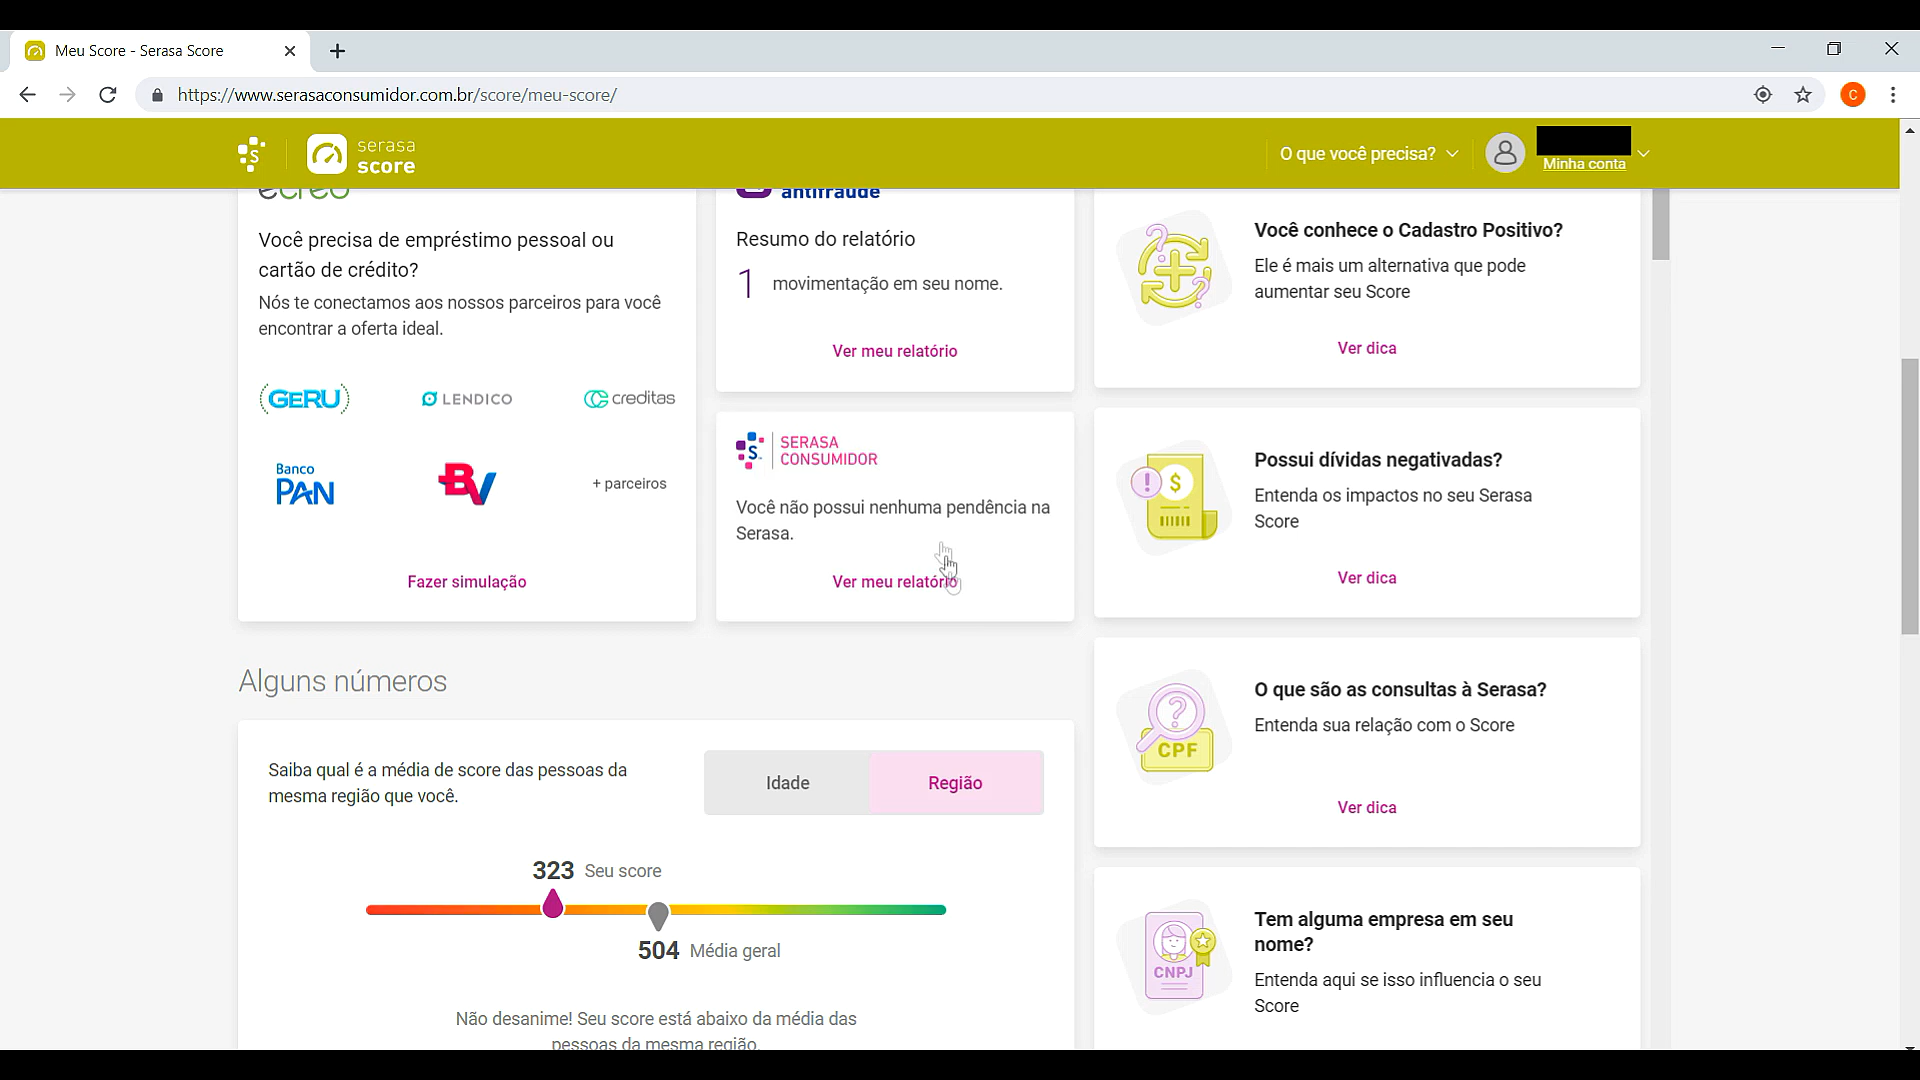 Meu Score - Serasa Score
https://www.serasaconsumidor.com.br/score/meu-score/
C
S
serasa
score
O que você precisa?
Minha conta
ecred
Você precisa de empréstimo pessoal ou
cartão de crédito?
Nós te conectamos aos nossos parceiros para você
encontrar a oferta ideal.
GERU
LENDICO
creditas
Banco
PAN
BV
+ parceiros
Fazer simulação
antifraude
Resumo do relatório
1 movimentação em seu nome.
Ver meu relatório
S
SERASA
CONSUMIDOR
Você não possui nenhuma pendência na
Serasa.
Ver meu relatório
Você conhece o Cadastro Positivo?
Ele é mais um alternativa que pode
aumentar seu Score
Ver dica
Possui dívidas negativadas?
Entenda os impactos no seu Serasa
Score
Ver dica
CPF
O que são as consultas à Serasa?
Entenda sua relação com o Score
Ver dica
CNPJ
Tem alguma empresa em seu
nome?
Entenda aqui se isso influencia o seu
Score
Alguns números
Saiba qual é a média de score das pessoas da
mesma região que você.
Idade
Região
323 Seu score
504 Média geral
Não desanime! Seu score está abaixo da média das
pessoas da mesma região.